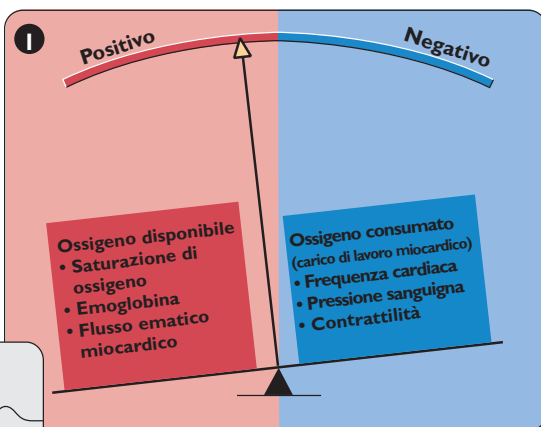 1
Positivo
Negativo
Ossigeno disponibile
• Saturazione di
ossigeno
• Emoglobina
• Flusso ematico
miocardico
Ossigeno consumato
(carico di lavoro miocardico)
• Frequenza cardiaca
• Pressione sanguigna
• Contrattilità